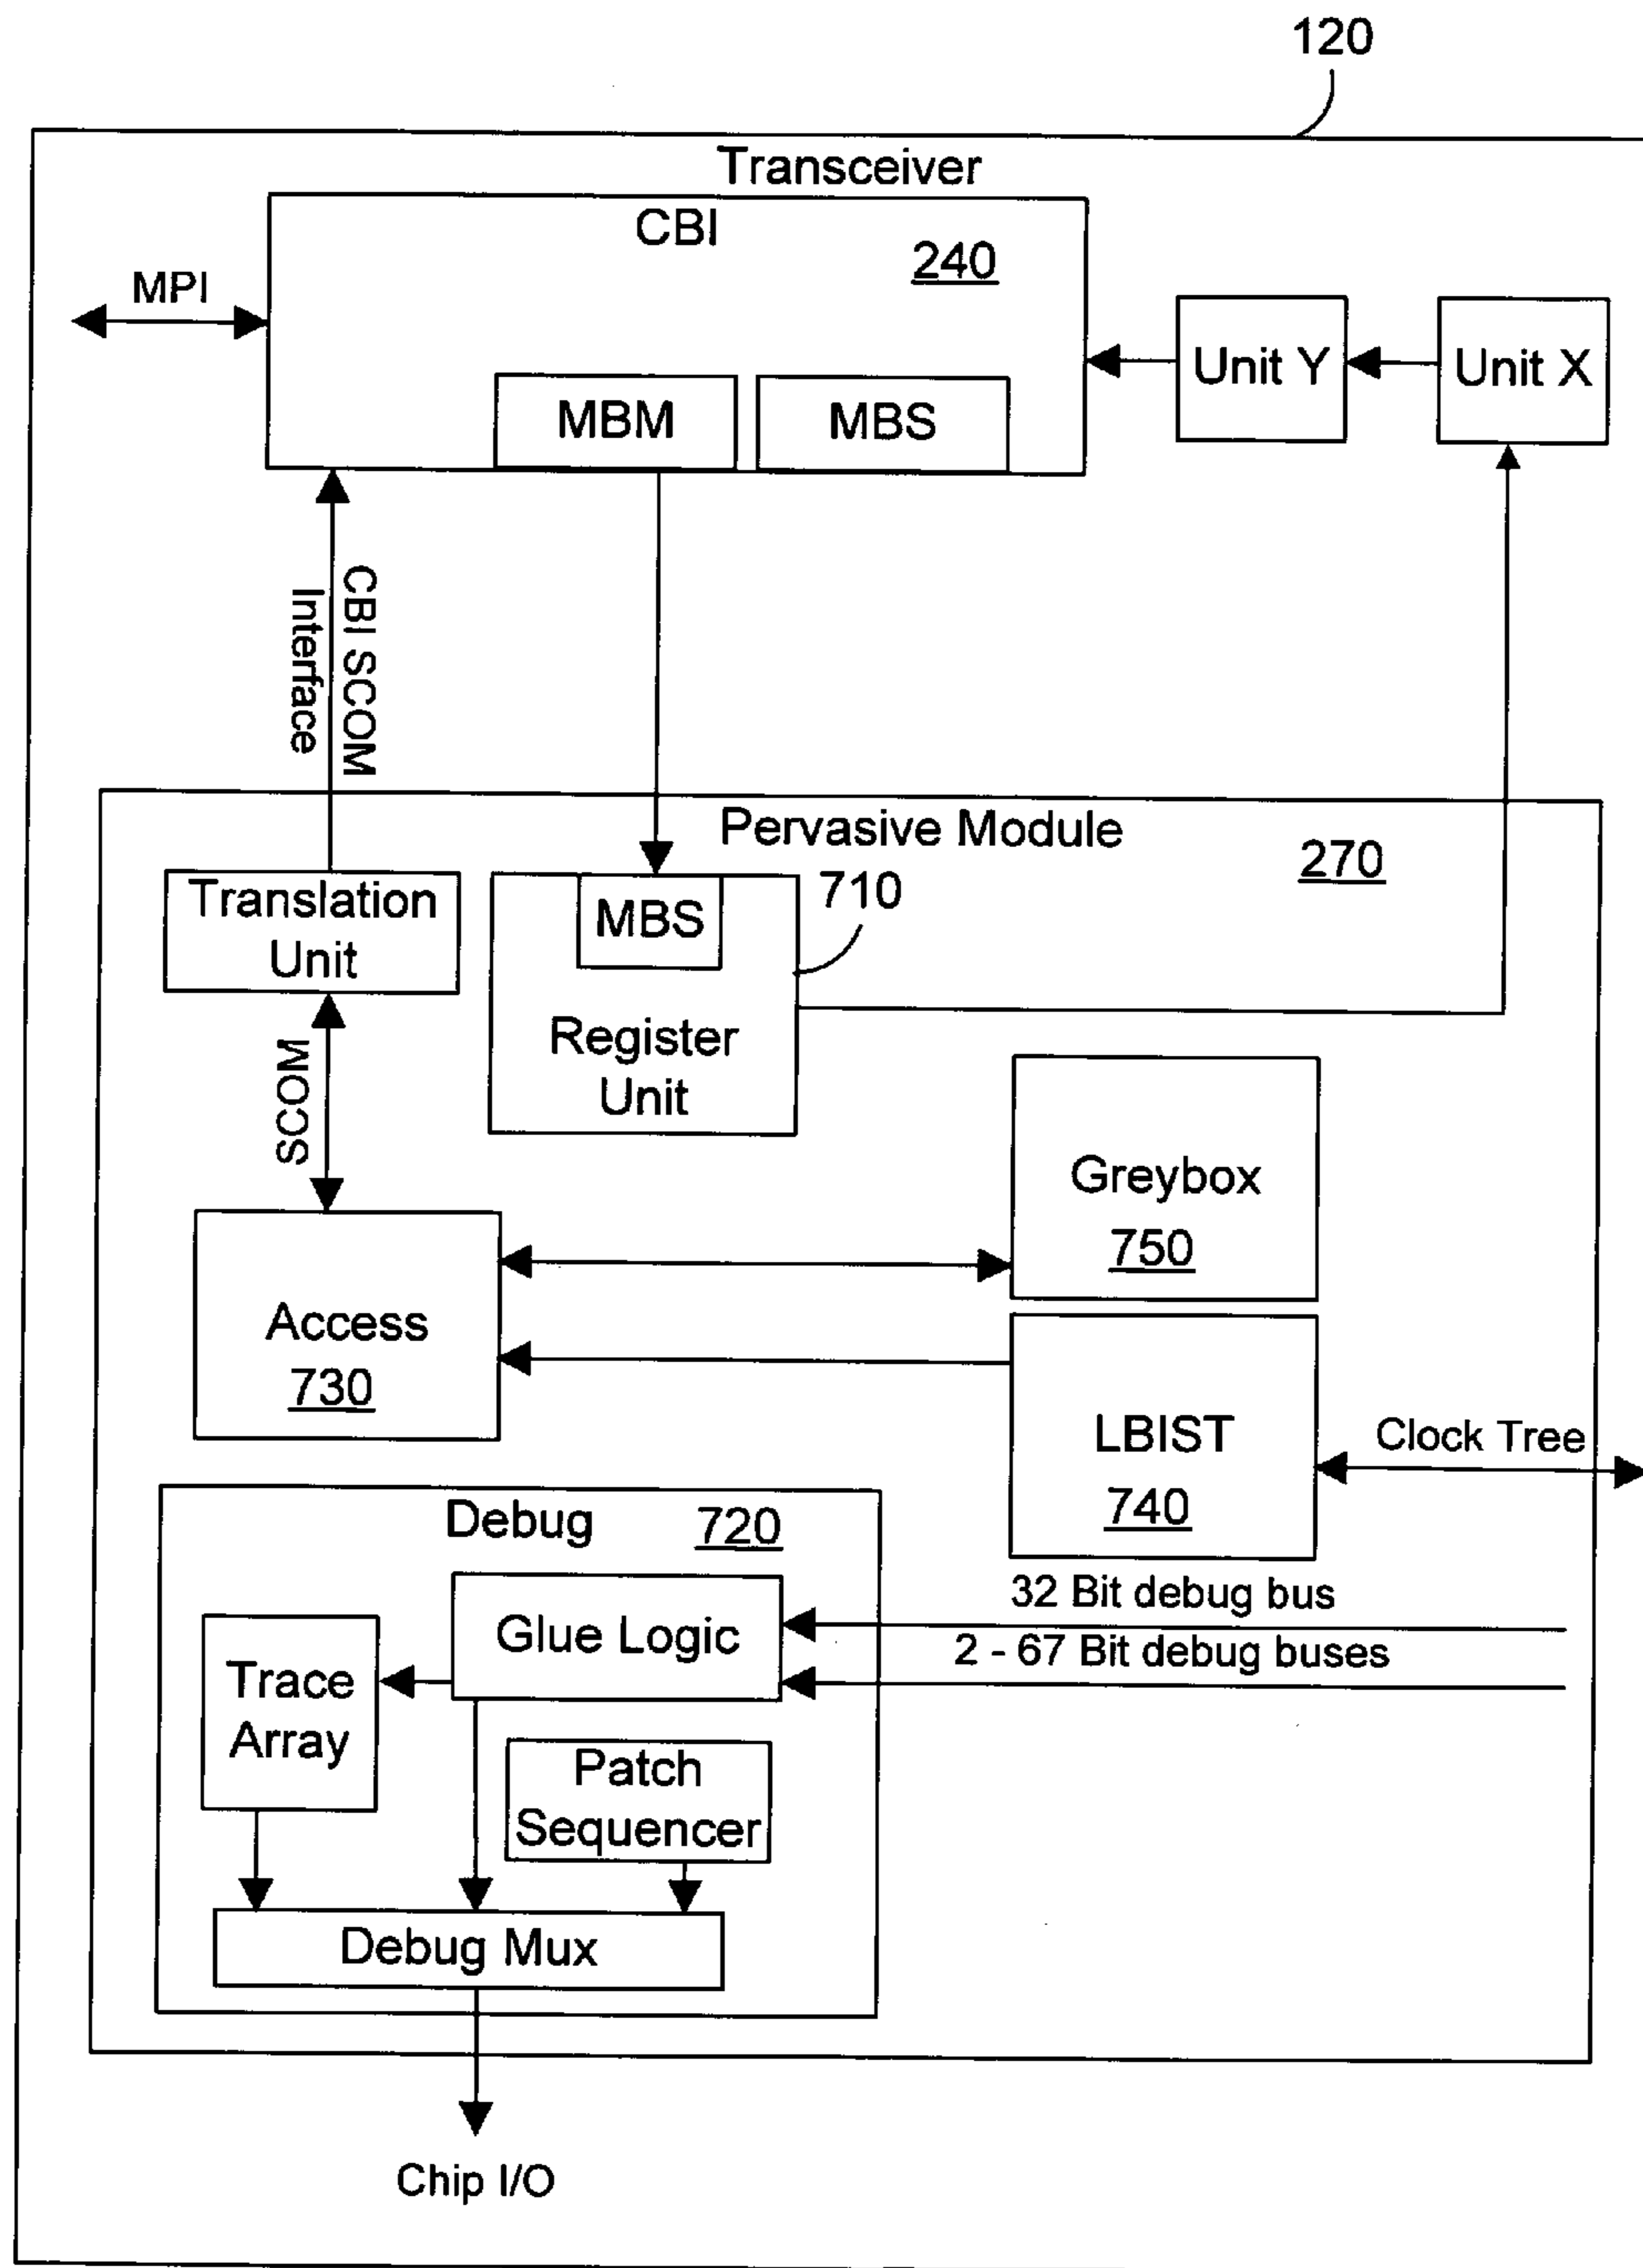 120
Transceiver
CBI
240
MPI
Unit Y
Unit X
MBM
MBS
CBI SCOM
Interface
Pervasive Module
270
710
Translation
Unit
MBS
Register
Unit
SCOM
Greybox
750
Access
730
LBIST
740
Clock Tree
Debug
720
32 Bit debug bus
2 - 67 Bit debug buses
Glue Logic
Trace
Array
Patch
Sequencer
Debug Mux
Chip I/O